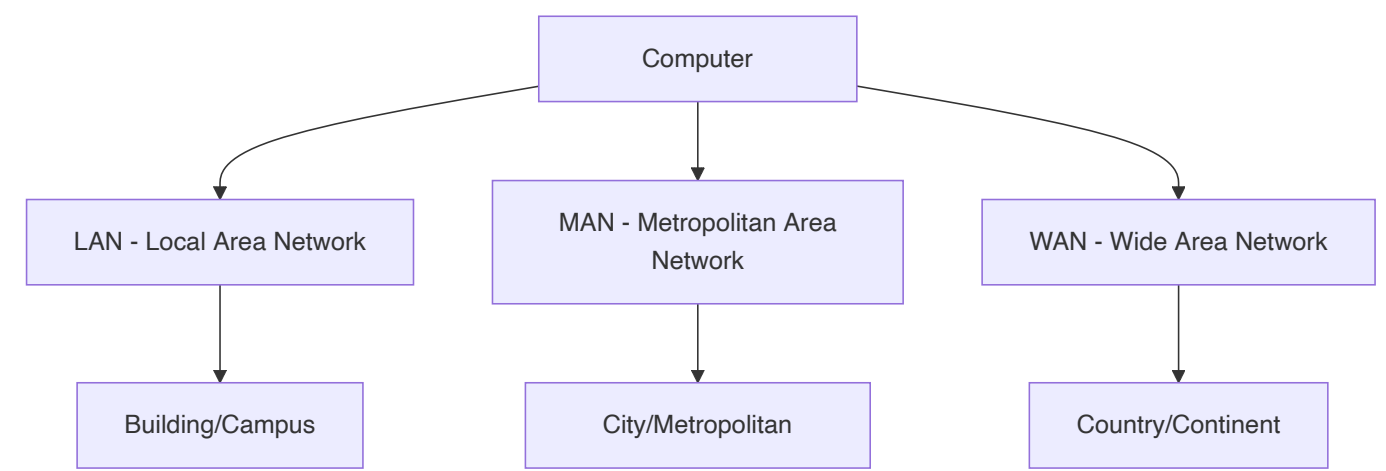 Computer
LAN - Local Area Network
MAN - Metropolitan Area
Network
WAN - Wide Area Network
Building/Campus
City/Metropolitan
Country/Continent